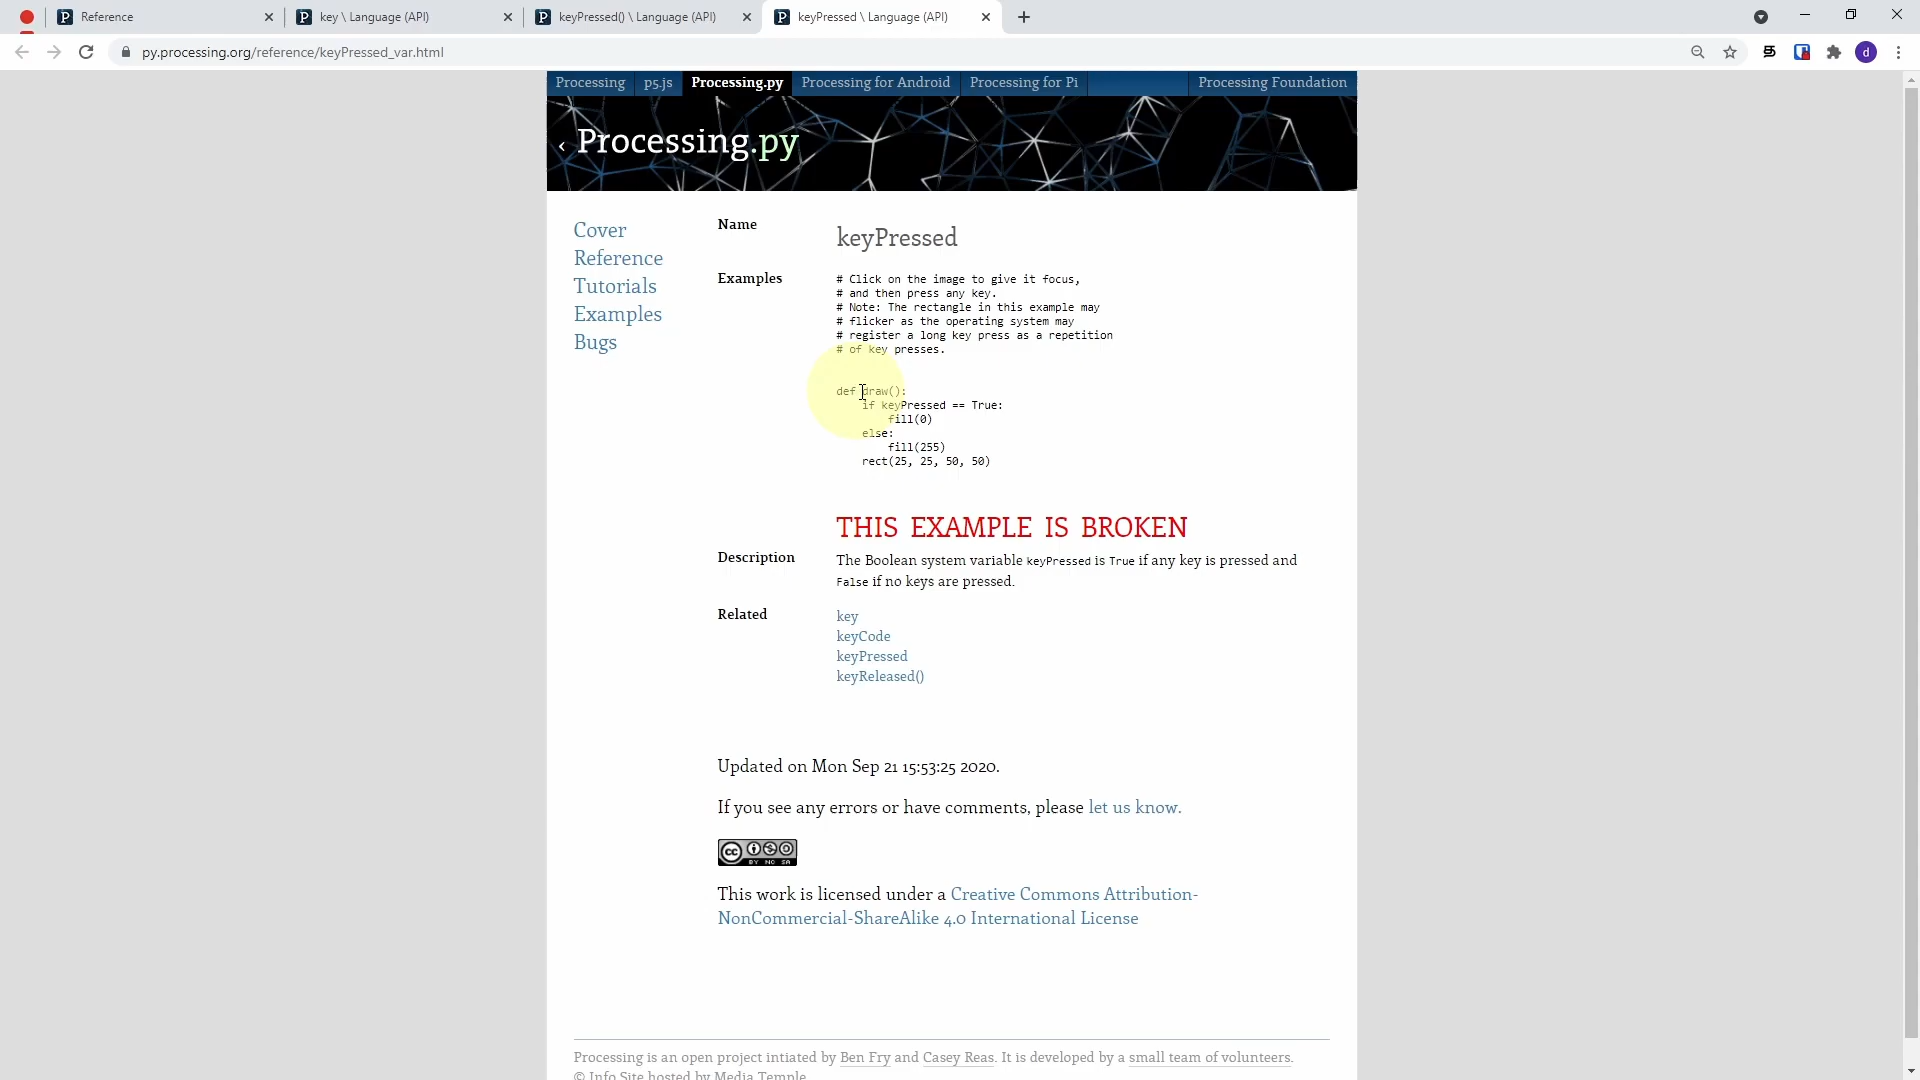 Reference
key \ Language (API)
keyPressed() \ Language (API)
keyPressed \ Language (API)
py.processing.org/reference/keyPressed_var.html
d
Processing
p5.js
Processing.py
Processing for Android
Processing for Pi
Processing Foundation
‹ Processing.py
Cover
Reference
Tutorials
Examples
Bugs
Name
keyPressed
Examples
# Click on the image to give it focus,
# and then press any key.
# Note: The rectangle in this example may
# flicker as the operating system may
# register a long key press as a repetition
# of key presses.
def draw():
if keyPressed == True:
fill(0)
else:
fill(255)
rect(25, 25, 50, 50)
THIS EXAMPLE IS BROKEN
Description
The Boolean system variable keyPressed is True if any key is pressed and
False if no keys are pressed.
Related
key
keyCode
keyPressed
keyReleased()
Updated on Mon Sep 21 15:53:25 2020.
If you see any errors or have comments, please let us know.
cc BY NC SA
This work is licensed under a Creative Commons Attribution-
NonCommercial-ShareAlike 4.0 International License
Processing is an open project intiated by Ben Fry and Casey Reas. It is developed by a small team of volunteers.
© Info Site hosted by Media Temple